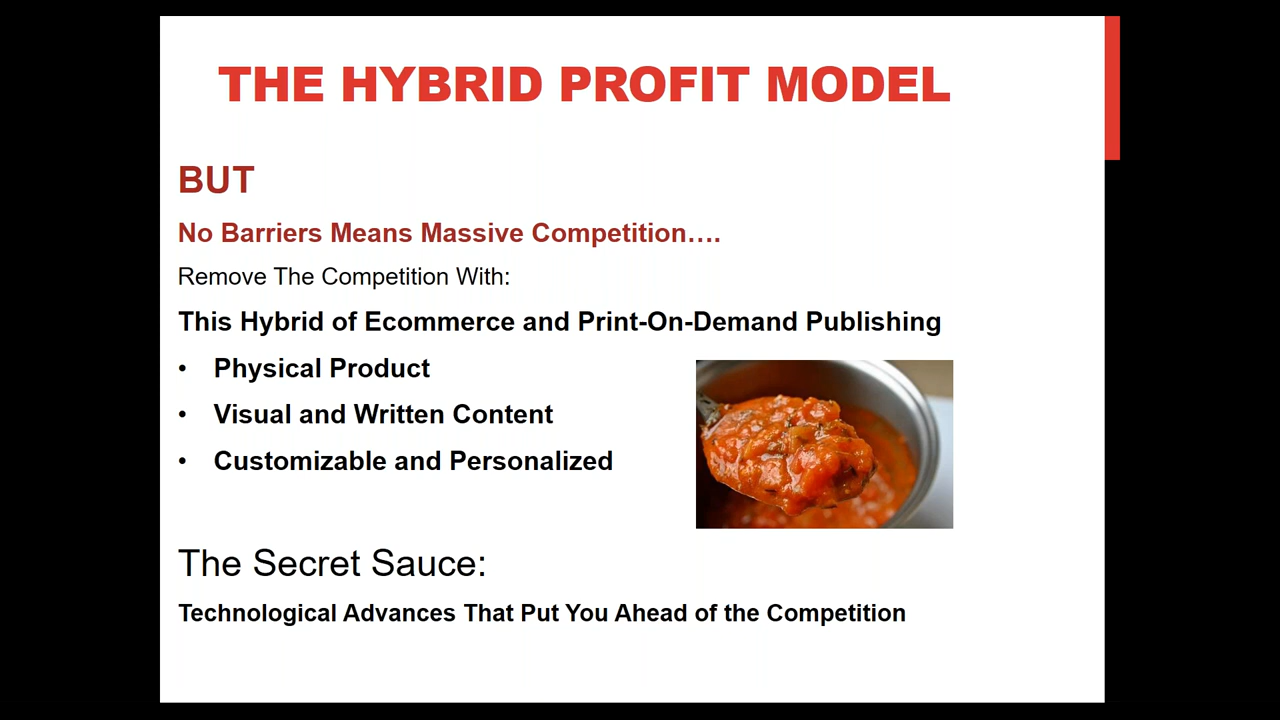 THE HYBRID PROFIT MODEL
BUT
No Barriers Means Massive Competition….
Remove The Competition With:
This Hybrid of Ecommerce and Print-On-Demand Publishing
• Physical Product
• Visual and Written Content
• Customizable and Personalized
The Secret Sauce:
Technological Advances That Put You Ahead of the Competition